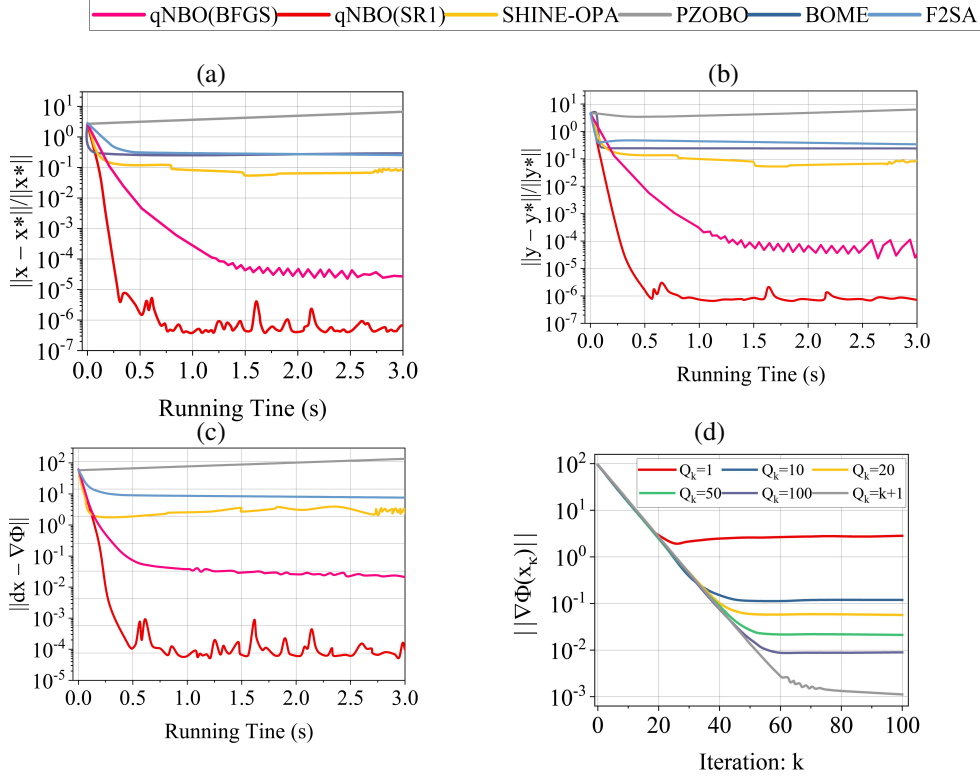 qNBO(BFGS) qNBO(SR1) SHINE-OPA PZOBO BOME F2SA
(a)
||x − x*||/||x*||
10^1
10^0
10^-1
10^-2
10^-3
10^-4
10^-5
10^-6
10^-7
0.0 0.5 1.0 1.5 2.0 2.5 3.0
Running Tine (s)
(b)
||y − y*||/||y*||
10^1
10^0
10^-1
10^-2
10^-3
10^-4
10^-5
10^-6
10^-7
0.0 0.5 1.0 1.5 2.0 2.5 3.0
Running Time (s)
(c)
||dx − ∇Φ||
10^2
10^1
10^0
10^-1
10^-2
10^-3
10^-4
10^-5
0.0 0.5 1.0 1.5 2.0 2.5 3.0
Running Time (s)
(d)
Q_k=1 Q_k=10 Q_k=20
Q_k=50 Q_k=100 Q_k=k+1
||∇Φ(x_κ)||
10^2
10^1
10^0
10^-1
10^-2
10^-3
0 20 40 60 80 100
Iteration: k